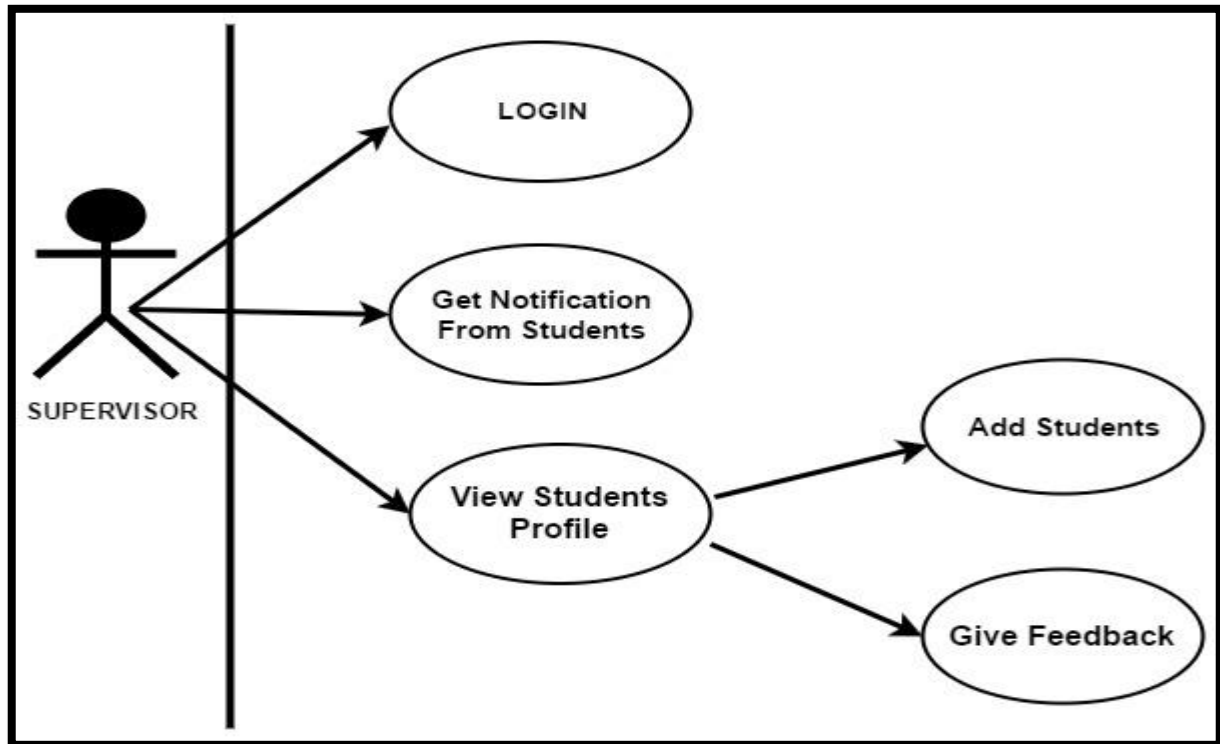 LOGIN
Get Notification
From Students
SUPERVISOR
View Students
Profile
Add Students
Give Feedback